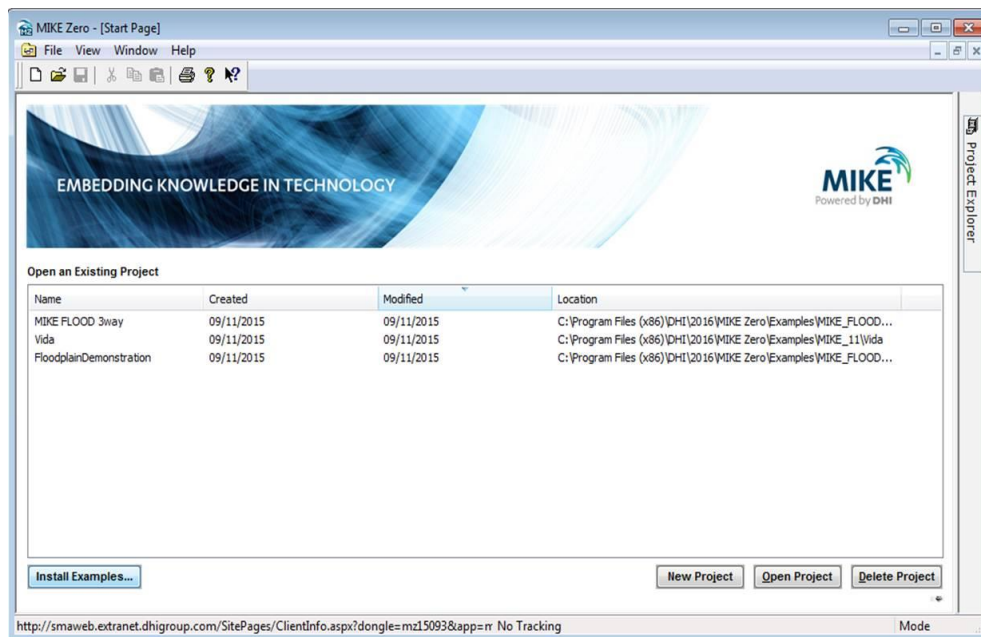 MIKE Zero - [Start Page]
File View Window Help
EMBEDDING KNOWLEDGE IN TECHNOLOGY
MIKE
Powered by DHI
Project Explorer
Open an Existing Project
Name Created Modified Location
MIKE FLOOD 3way 09/11/2015 09/11/2015 C:\Program Files (x86)\DHI\2016\MIKE Zero\Examples\MIKE_FLOOD...
Vida 09/11/2015 09/11/2015 C:\Program Files (x86)\DHI\2016\MIKE Zero\Examples\MIKE_11\Vida
FloodplainDemonstration 09/11/2015 09/11/2015 C:\Program Files (x86)\DHI\2016\MIKE Zero\Examples\MIKE_FLOOD...
Install Examples... New Project Open Project Delete Project
http://smaweb.extranet.dhigroup.com/SitePages/ClientInfo.aspx?dongle=mz15093&app=m No Tracking Mode